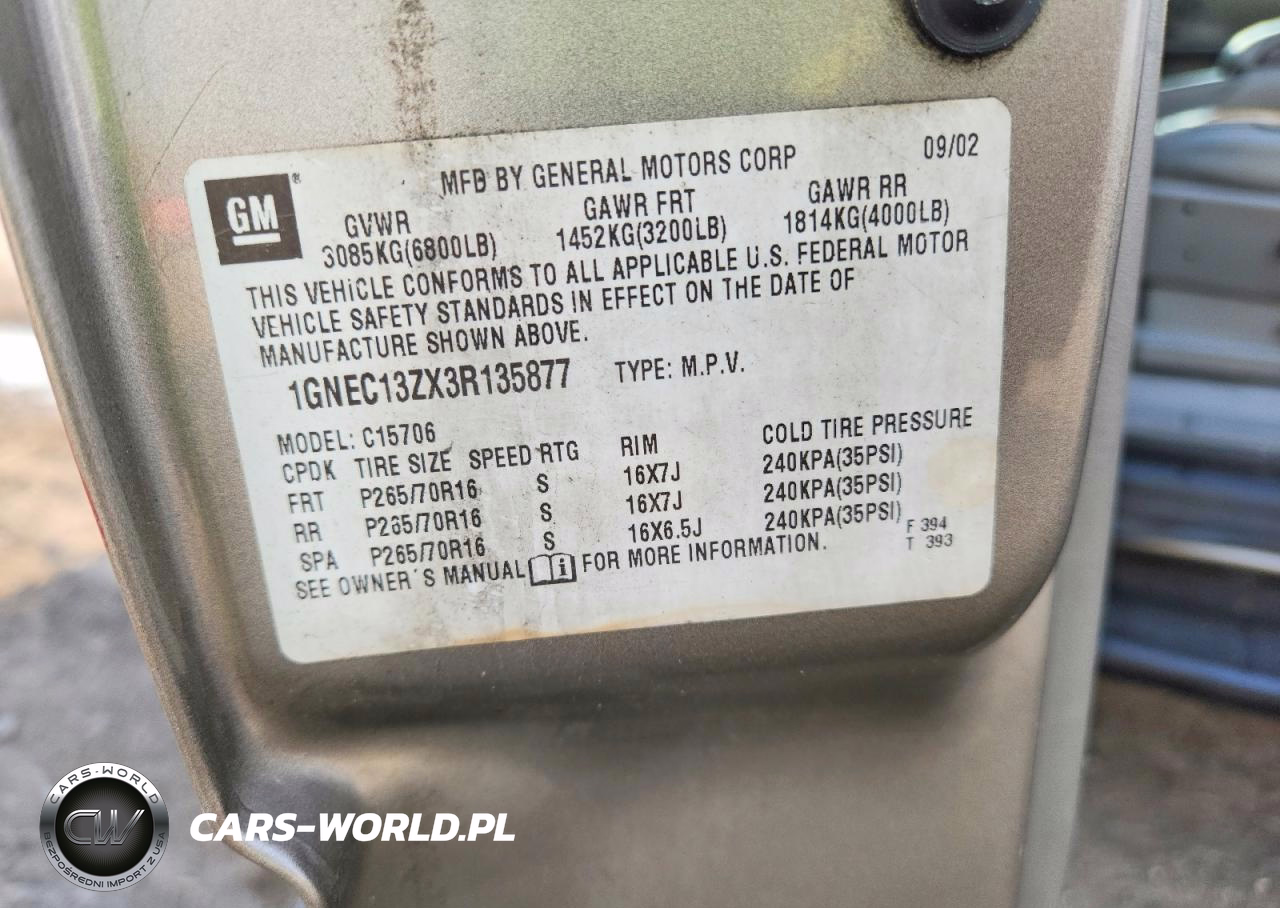 GM®
MFD BY GENERAL MOTORS CORP 09/02
GVWR GAWR FRT GAWR RR
3085KG(6800LB) 1452KG(3200LB) 1814KG(4000LB)
THIS VEHICLE CONFORMS TO ALL APPLICABLE U.S. FEDERAL MOTOR
VEHICLE SAFETY STANDARDS IN EFFECT ON THE DATE OF
MANUFACTURE SHOWN ABOVE.
1GNEC13ZX3R135877 TYPE: M.P.V.
MODEL: C15706
CPDK TIRE SIZE SPEED RTG RIM COLD TIRE PRESSURE
FRT P265/70R16 S 16X7J 240KPA(35PSI)
RR P265/70R16 S 16X7J 240KPA(35PSI)
SPA P265/70R16 S 16X6.5J 240KPA(35PSI)
SEE OWNER'S MANUAL i FOR MORE INFORMATION.
F 394
T 393
CARS-WORLD
CW
BEZPOŚREDNI IMPORT Z USA
CARS-WORLD.PL